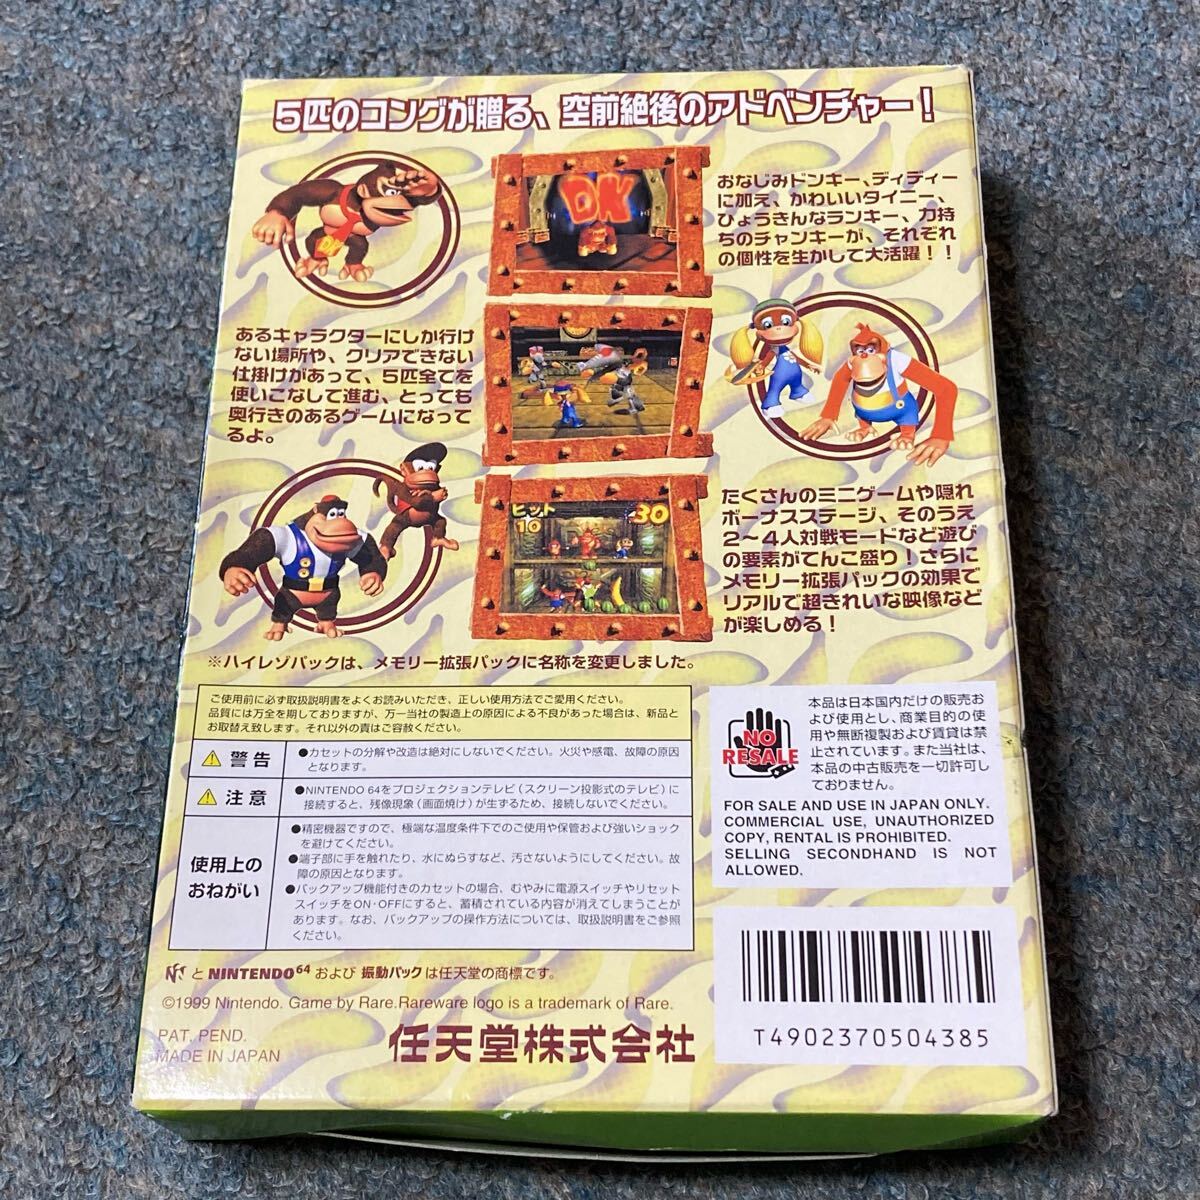 5匹のコングが贈る、空前絶後のアドベンチャー!
DK
おなじみドンキー、ディディー
に加え、かわいいタイニー、
ひょうきんなランキー、力持
ちのチャンキーが、それぞれ
の個性を生かして大活躍!!
あるキャラクターにしか行け
ない場所や、クリアできない
仕掛けがあって、5匹全てを
使いこなして進む、とっても
奥行きのあるゲームになって
るよ。
ヒット
10
30
たくさんのミニゲームや隠れ
ボーナスステージ、そのうえ
2〜4人対戦モードなど遊び
の要素がてんこ盛り!さらに
メモリー拡張パックの効果で
リアルで超きれいな映像など
が楽しめる!
※ハイレゾパックは、メモリー拡張パックに名称を変更しました。
ご使用前に必ず取扱説明書をよくお読みいただき、正しい使用方法でご愛用ください。
品質には万全を期しておりますが、万一当社の製造上の原因による不良があった場合は、新品と
お取替え致します。それ以外の責はご容赦ください。
警告
●カセットの分解や改造は絶対にしないでください。火災や感電、故障の原因
となります。
注意
●NINTENDO 64をプロジェクションテレビ(スクリーン投影式のテレビ)に
接続すると、残像現象(画面焼け)が生ずるため、接続しないでください。
使用上の
おねがい
●精密機器ですので、極端な温度条件下でのご使用や保管および強いショック
を避けてください。
●端子部に手を触れたり、水にぬらすなど、汚さないようにしてください。故
障の原因となります。
●バックアップ機能付きのカセットの場合、むやみに電源スイッチやリセット
スイッチをON・OFFにすると、蓄積されている内容が消えてしまうことが
あります。なお、バックアップの操作方法については、取扱説明書をご参照
ください。
NO
RESALE
本品は日本国内だけの販売お
よび使用とし、商業目的の使
用や無断複製および賃貸は禁
止されています。また当社は、
本品の中古販売を一切許可し
ておりません。
FOR SALE AND USE IN JAPAN ONLY.
COMMERCIAL USE, UNAUTHORIZED
COPY, RENTAL IS PROHIBITED.
SELLING SECONDHAND IS NOT
ALLOWED.
と NINTENDO64 および 振動パック は任天堂の商標です。
©1999 Nintendo. Game by Rare.Rareware logo is a trademark of Rare.
PAT. PEND.
MADE IN JAPAN
任天堂株式会社
T4902370504385